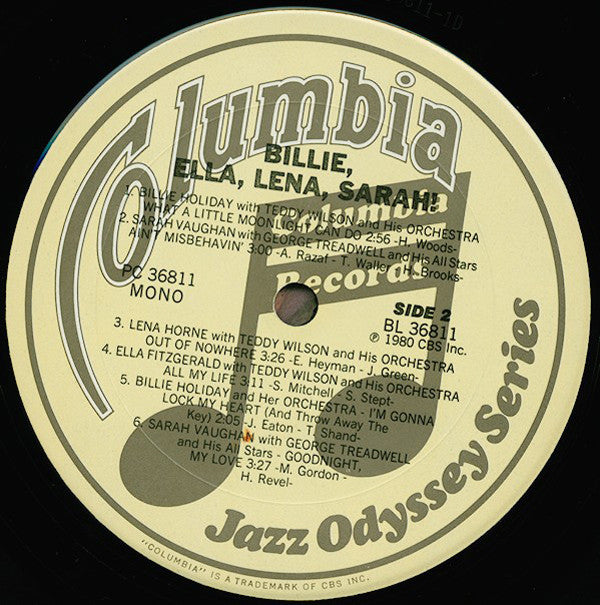 Columbia
BILLIE,
ELLA, LENA, SARAH!
1. BILLIE HOLIDAY with TEDDY WILSON and His ORCHESTRA
WHAT A LITTLE MOONLIGHT CAN DO 2:56 -H. Woods-
2. SARAH VAUGHAN with GEORGE TREADWELL and His All Stars
AIN'T MISBEHAVIN' 3:00 -A. Razaf - T. Waller - H. Brooks-
Columbia
Records
PC 36811
MONO
SIDE 2
BL 36811
℗ 1980 CBS Inc.
3. LENA HORNE with TEDDY WILSON and His ORCHESTRA
OUT OF NOWHERE 3:26 -E. Heyman - J. Green-
4. ELLA FITZGERALD with TEDDY WILSON and His ORCHESTRA
ALL MY LIFE 3:11 -S. Mitchell - S. Stept-
5. BILLIE HOLIDAY and Her ORCHESTRA - I'M GONNA
LOCK MY HEART (And Throw Away The
Key) 2:05 -J. Eaton - T. Shand-
6. SARAH VAUGHAN with GEORGE TREADWELL
and His All Stars - GOODNIGHT,
MY LOVE 3:27 -M. Gordon -
H. Revel-
Jazz Odyssey Series
"COLUMBIA" IS A TRADEMARK OF CBS INC.